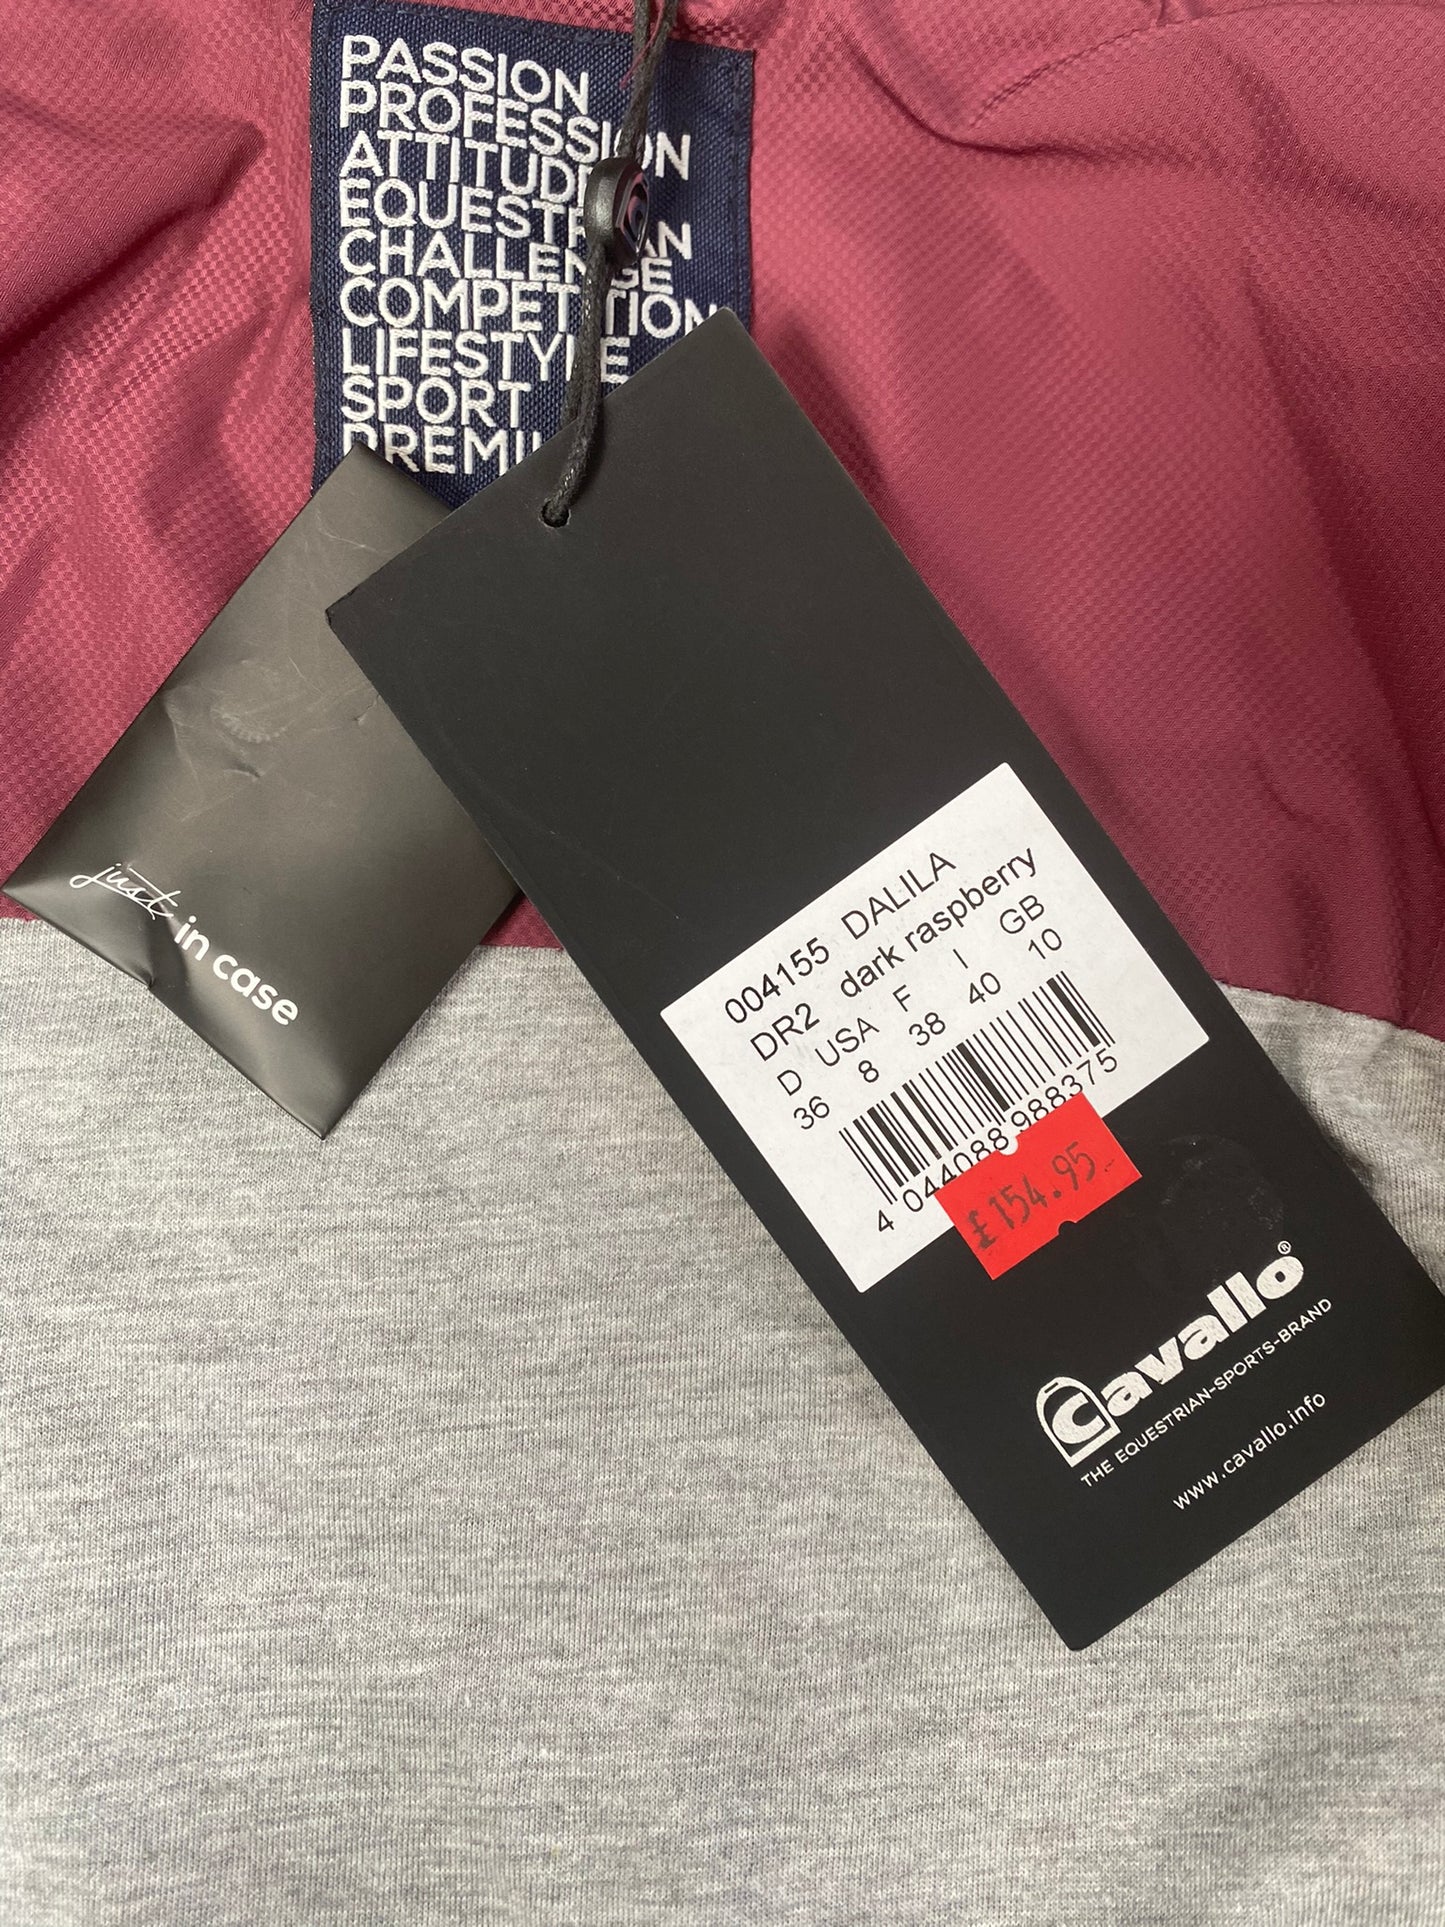 PASSION
PROFESSION
ATTITUDE
EQUESTRIAN
CHALLENGE
COMPETITION
LIFESTYLE
SPORT
PREMI
just in case
004155 DALILA
DR2 dark raspberry
D USA F I GB
36 8 38 40 10
4 044088 988375
£154.95
Cavallo®
THE EQUESTRIAN-SPORTS-BRAND
www.cavallo.info